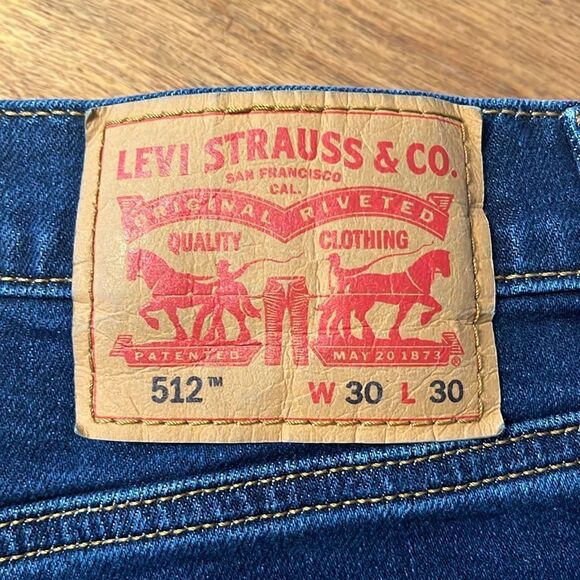 LEVI STRAUSS & CO.
SAN FRANCISCO
CAL.
ORIGINAL RIVETED
QUALITY CLOTHING
PATENTED MAY 20 1873 ®
512™ W 30 L 30